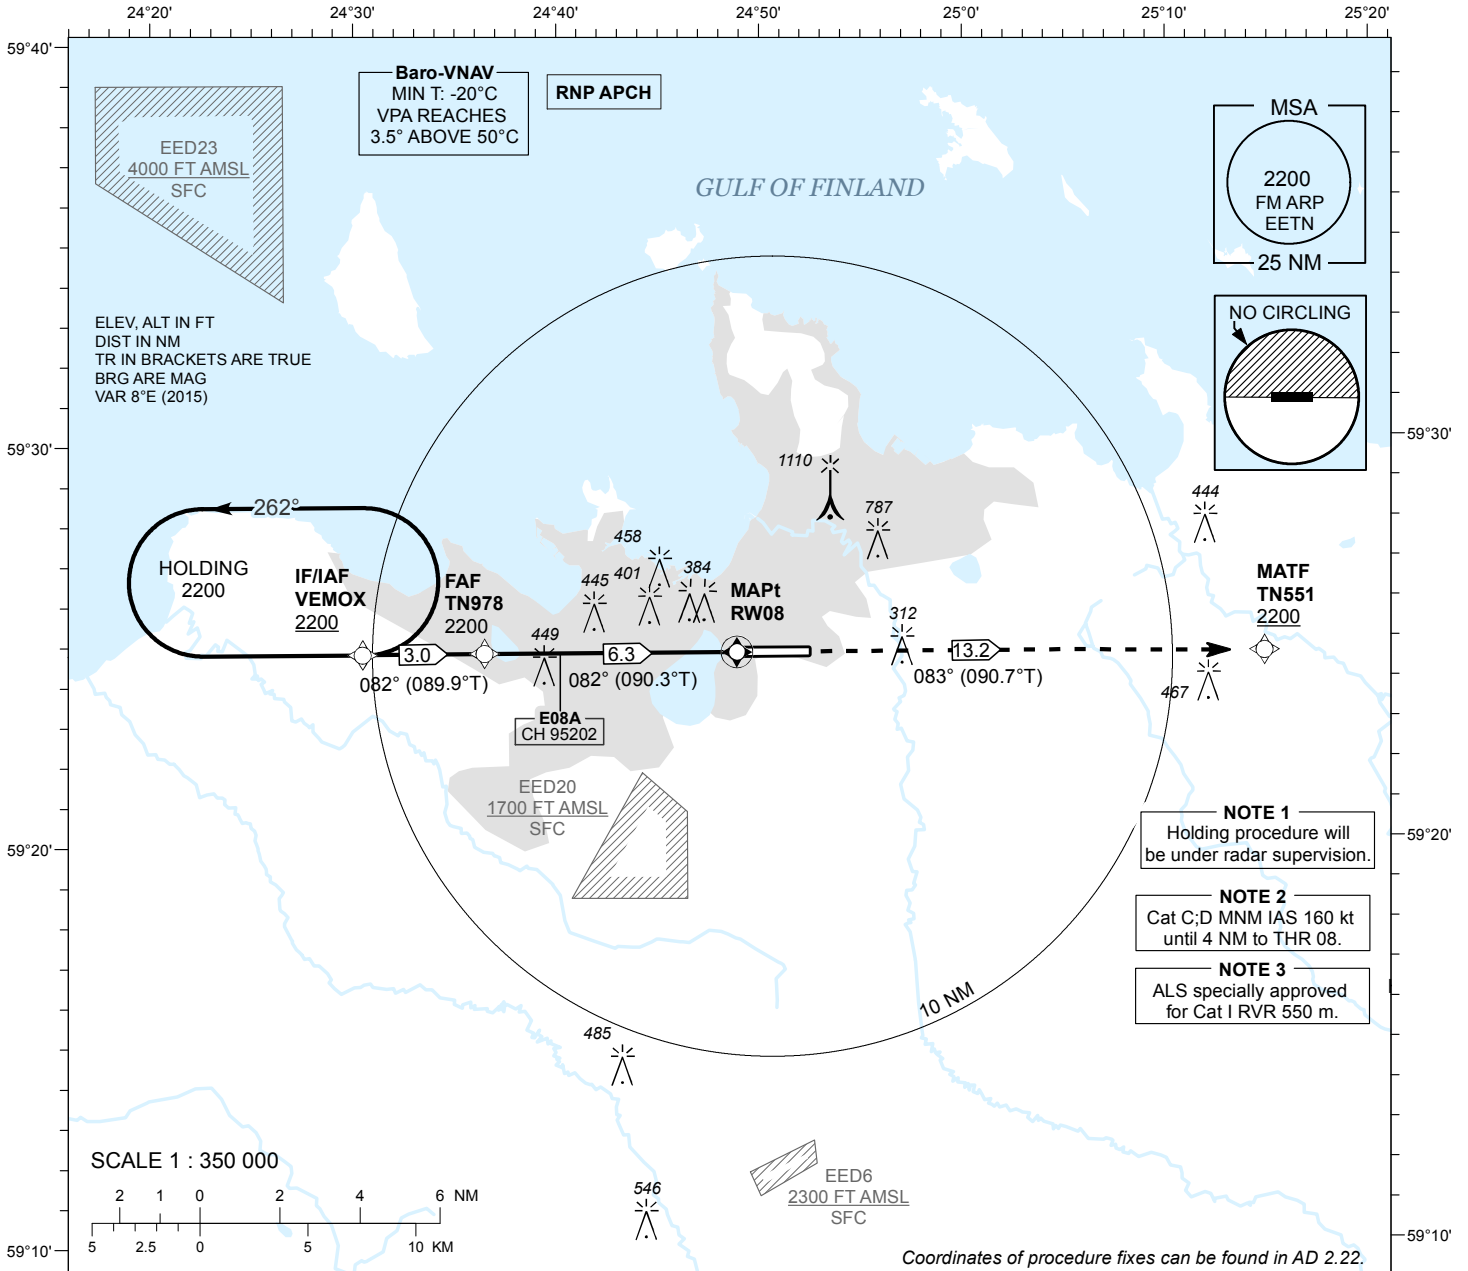 24°20'
24°30'
24°40'
24°50'
25°0'
25°10'
25°20'
59°40'
Baro-VNAV
MIN T: -20°C
VPA REACHES
3.5° ABOVE 50°C
RNP APCH
MSA
2200
FM ARP
EETN
25 NM
EED23
4000 FT AMSL
SFC
GULF OF FINLAND
NO CIRCLING
ELEV, ALT IN FT
DIST IN NM
TR IN BRACKETS ARE TRUE
BRG ARE MAG
VAR 8°E (2015)
59°30'
59°30'
1110
787
444
262°
458
HOLDING
2200
IF/IAF
VEMOX
2200
FAF
TN978
2200
445
401
384
MAPt
RW08
312
MATF
TN551
2200
449
3.0
6.3
13.2
082° (089.9°T)
082° (090.3°T)
083° (090.7°T)
467
E08A
CH 95202
EED20
1700 FT AMSL
SFC
NOTE 1
Holding procedure will
be under radar supervision.
59°20'
59°20'
NOTE 2
Cat C;D MNM IAS 160 kt
until 4 NM to THR 08.
NOTE 3
ALS specially approved
for Cat I RVR 550 m.
10 NM
485
SCALE 1 : 350 000
2 1 0 2 4 6 NM
5 2.5 0 5 10 KM
546
EED6
2300 FT AMSL
SFC
59°10'
59°10'
Coordinates of procedure fixes can be found in AD 2.22.